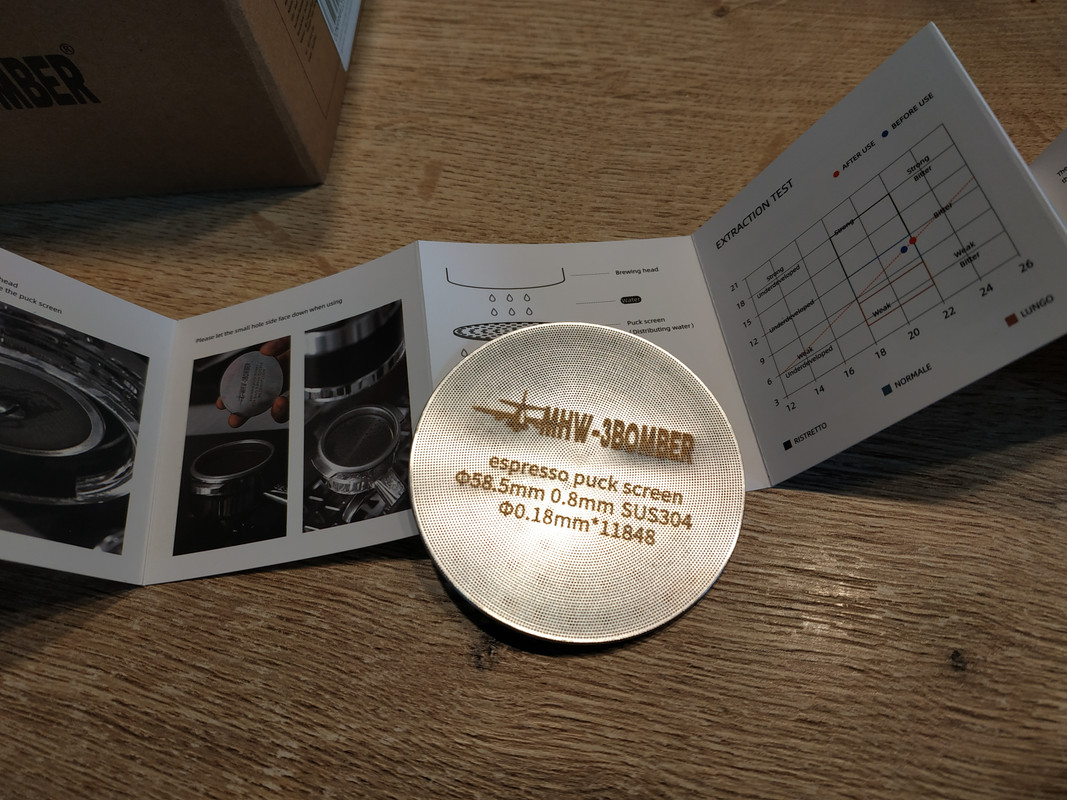 MBER®
head
e the puck screen
Please let the small hole side face down when using
Brewing head
Water
Puck screen
(Distributing water)
MHW-3BOMBER
espresso puck screen
Φ58.5mm 0.8mm SUS304
Φ0.18mm*11848
EXTRACTION TEST
AFTER USE
BEFORE USE
21
18
15
12
9
6
3
12
14
16
18
20
22
24
26
Strong
Underdeveloped
Underdeveloped
Weak
Underdeveloped
Strong
Weak
Strong
Bitter
Bitter
Weak
Bitter
RISTRETTO
NORMALE
LUNGO